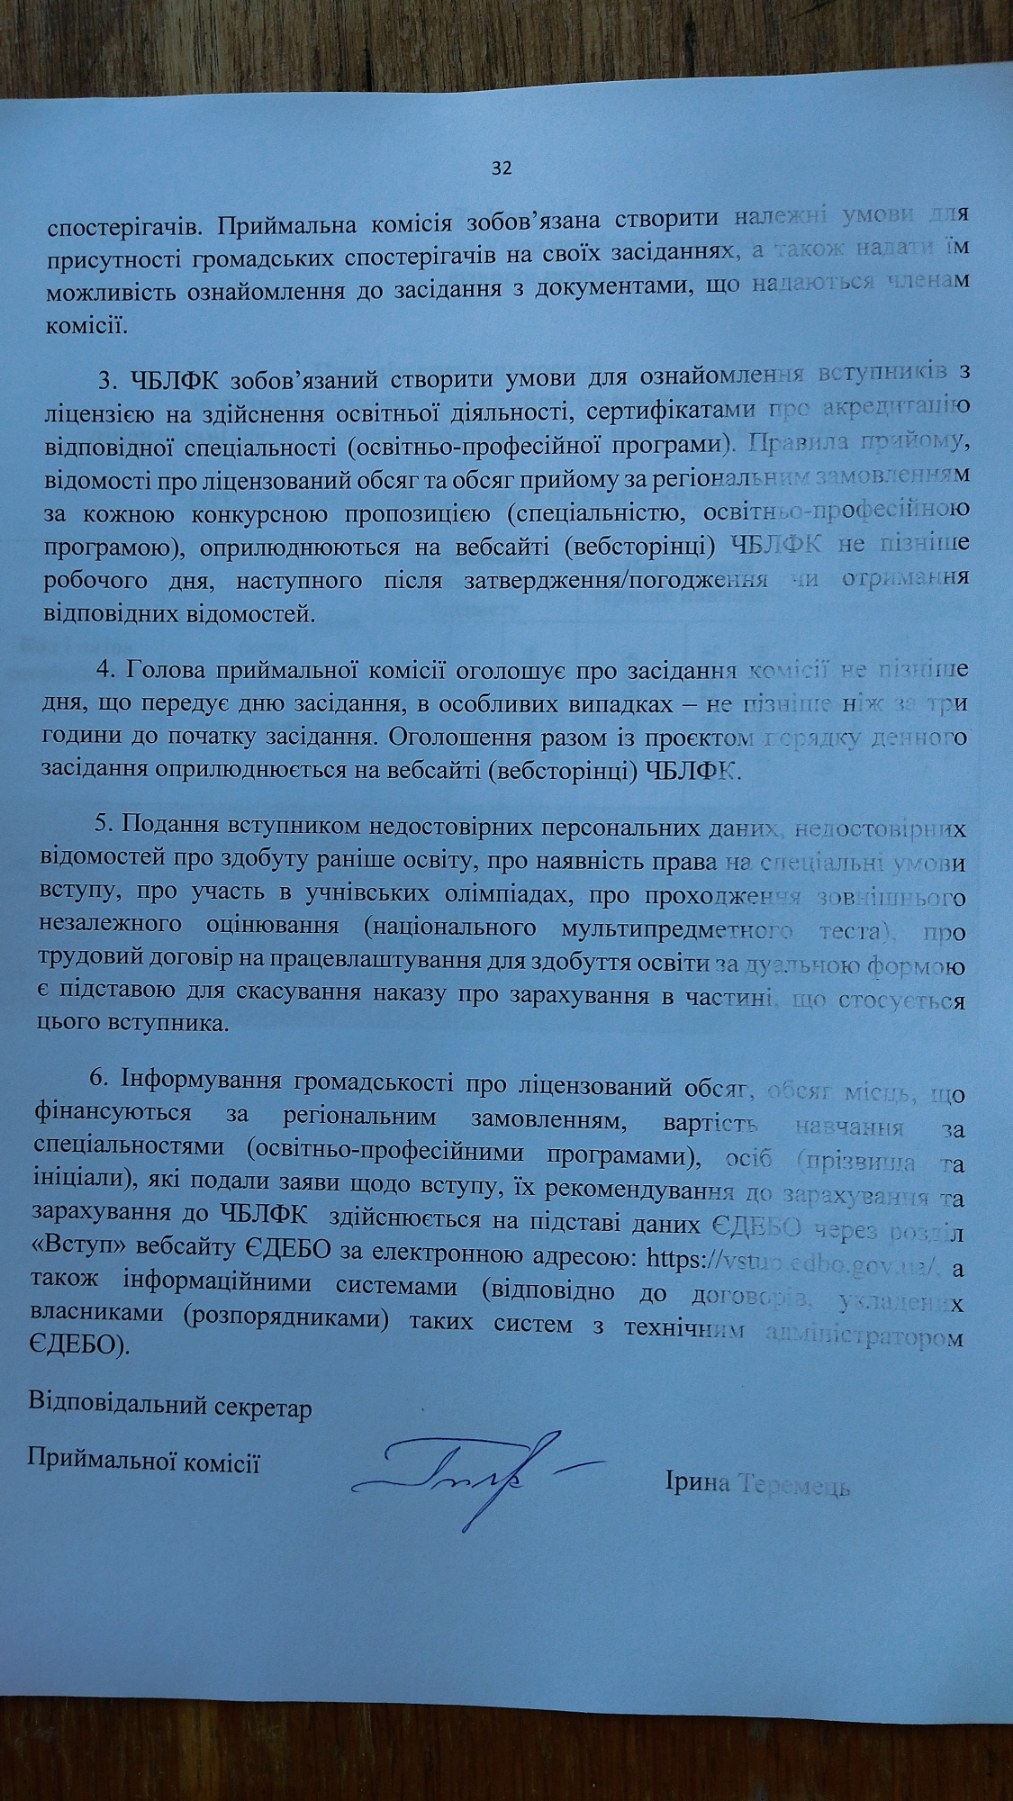 32
спостерігачів. Приймальна комісія зобов’язана створити належні умови для
присутності громадських спостерігачів на своїх засіданнях, а також надати їм
можливість ознайомлення до засідання з документами, що надаються членам
комісії.
3. ЧБЛФК зобов’язаний створити умови для ознайомлення вступників з
ліцензією на здійснення освітньої діяльності, сертифікатами про акредитацію
відповідної спеціальності (освітньо-професійної програми). Правила прийому,
відомості про ліцензований обсяг та обсяг прийому за регіональним замовленням
за кожною конкурсною пропозицією (спеціальністю, освітньо-професійною
програмою), оприлюднюються на вебсайті (вебсторінці) ЧБЛФК не пізніше
робочого дня, наступного після затвердження/погодження чи отримання
відповідних відомостей.
4. Голова приймальної комісії оголошує про засідання комісії не пізніше
дня, що передує дню засідання, в особливих випадках – не пізніше ніж за три
години до початку засідання. Оголошення разом із проєктом порядку денного
засідання оприлюднюється на вебсайті (вебсторінці) ЧБЛФК.
5. Подання вступником недостовірних персональних даних, недостовірних
відомостей про здобуту раніше освіту, про наявність права на спеціальні умови
вступу, про участь в учнівських олімпіадах, про проходження зовнішнього
незалежного оцінювання (національного мультипредметного теста), про
трудовий договір на працевлаштування для здобуття освіти за дуальною формою
є підставою для скасування наказу про зарахування в частині, що стосується
цього вступника.
6. Інформування громадськості про ліцензований обсяг, обсяг місць, що
фінансуються за регіональним замовленням, вартість навчання за
спеціальностями (освітньо-професійними програмами), осіб (прізвища та
ініціали), які подали заяви щодо вступу, їх рекомендування до зарахування та
зарахування до ЧБЛФК здійснюється на підставі даних ЄДЕБО через розділ
«Вступ» вебсайту ЄДЕБО за електронною адресою: https://vstup.edbo.gov.ua/, а
також інформаційними системами (відповідно до договорів, укладених
власниками (розпорядниками) таких систем з технічним адміністратором
ЄДЕБО).
Відповідальний секретар
Приймальної комісії
Ірина Теремець